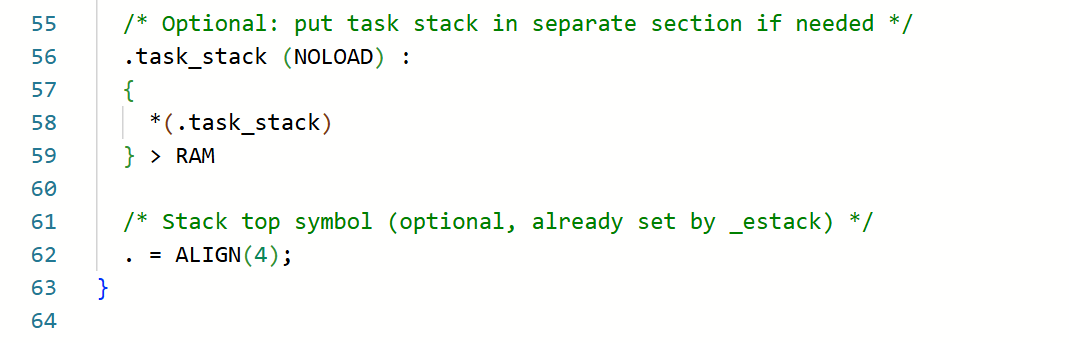 55 /* Optional: put task stack in separate section if needed */
56 .task_stack (NOLOAD) :
57 {
58 *(.task_stack)
59 } > RAM
60
61 /* Stack top symbol (optional, already set by _estack) */
62 . = ALIGN(4);
63 }
64